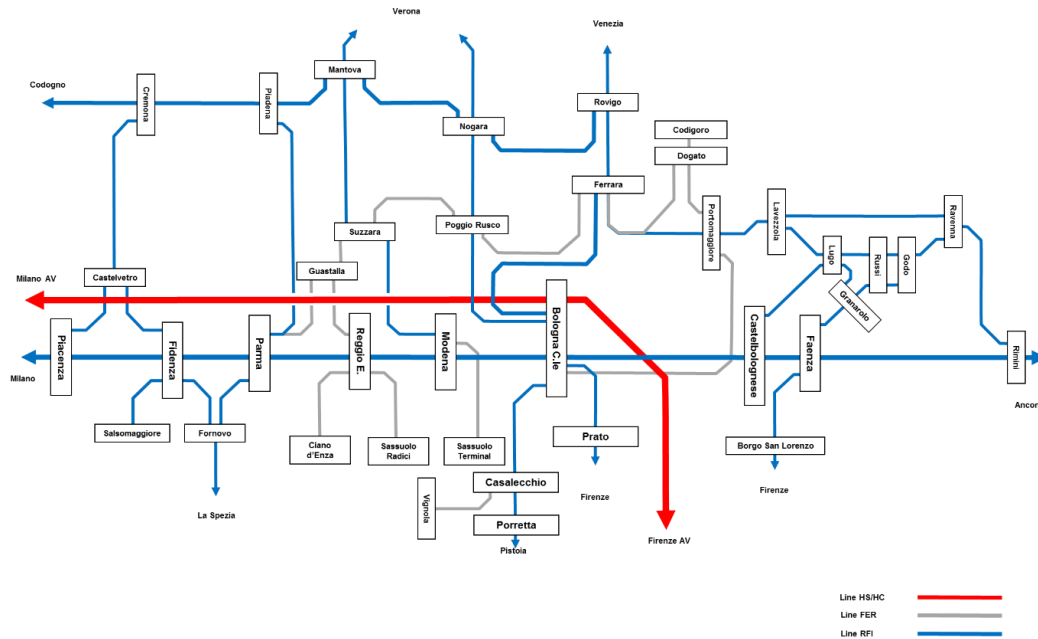 Verona
Venezia
Mantova
Codogno
Cremona
Piadena
Rovigo
Nogara
Codigoro
Dogato
Ferrara
Portomaggiore
Lavezzola
Ravenna
Poggio Rusco
Suzzara
Lugo
Russi
Godo
Guastalla
Castelvetro
Milano AV
Granarolo
Bologna C.le
Piacenza
Fidenza
Parma
Reggio E.
Modena
Castelbolognese
Faenza
Rimini
Milano
Ancor
Salsomaggiore
Fornovo
Ciano
d'Enza
Sassuolo
Radici
Sassuolo
Terminal
Prato
Borgo San Lorenzo
Casalecchio
Vignola
Firenze
Firenze
La Spezia
Porretta
Firenze AV
Pistoia
Line HS/HC
Line FER
Line RFI